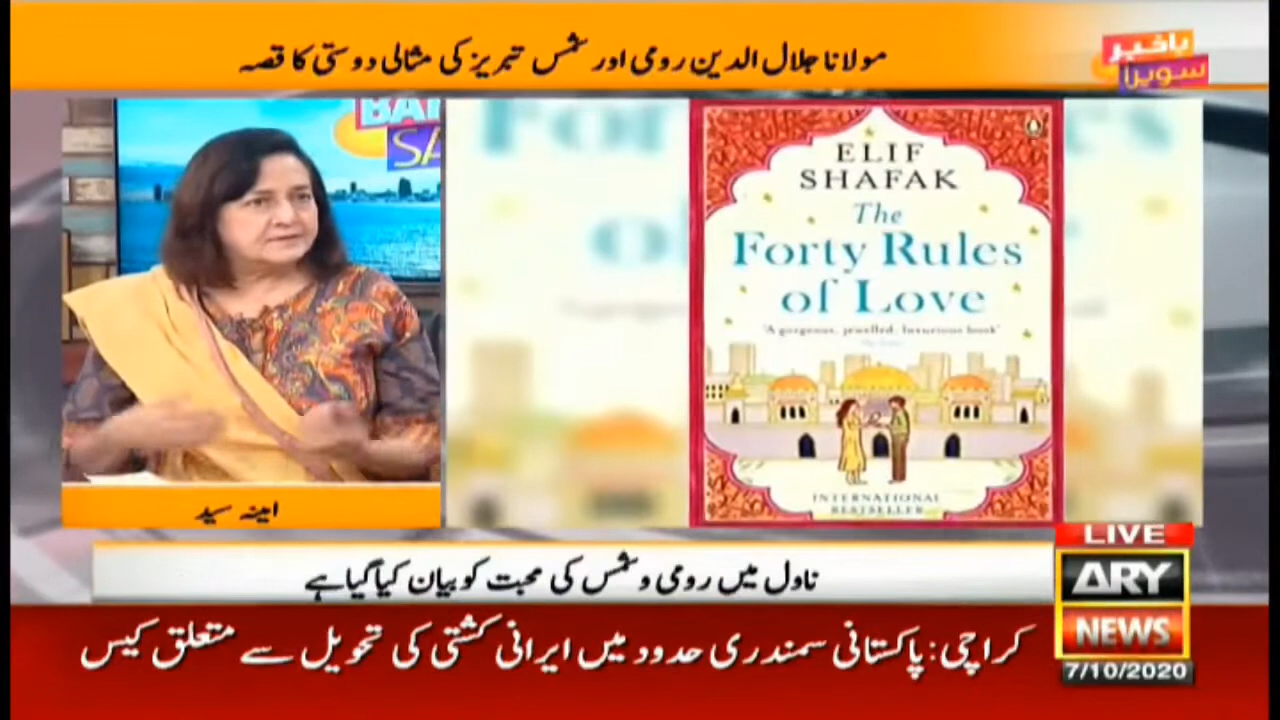 مولانا جلال الدین رومی اور شمس تبریز کی مثالی دوستی کا قصہ
باخبر
سویرا
BA
SA
ELIF
SHAFAK
The
Forty Rules
of Love
'A gorgeous, jewelled, luxurious book'
INTERNATIONAL
BESTSELLER
امینہ سید
ناول میں رومی و شمس کی محبت کو بیان کیا گیا ہے
LIVE
ARY
NEWS
7/10/2020
کراچی: پاکستانی سمندری حدود میں ایرانی کشتی کی تحویل سے متعلق کیس